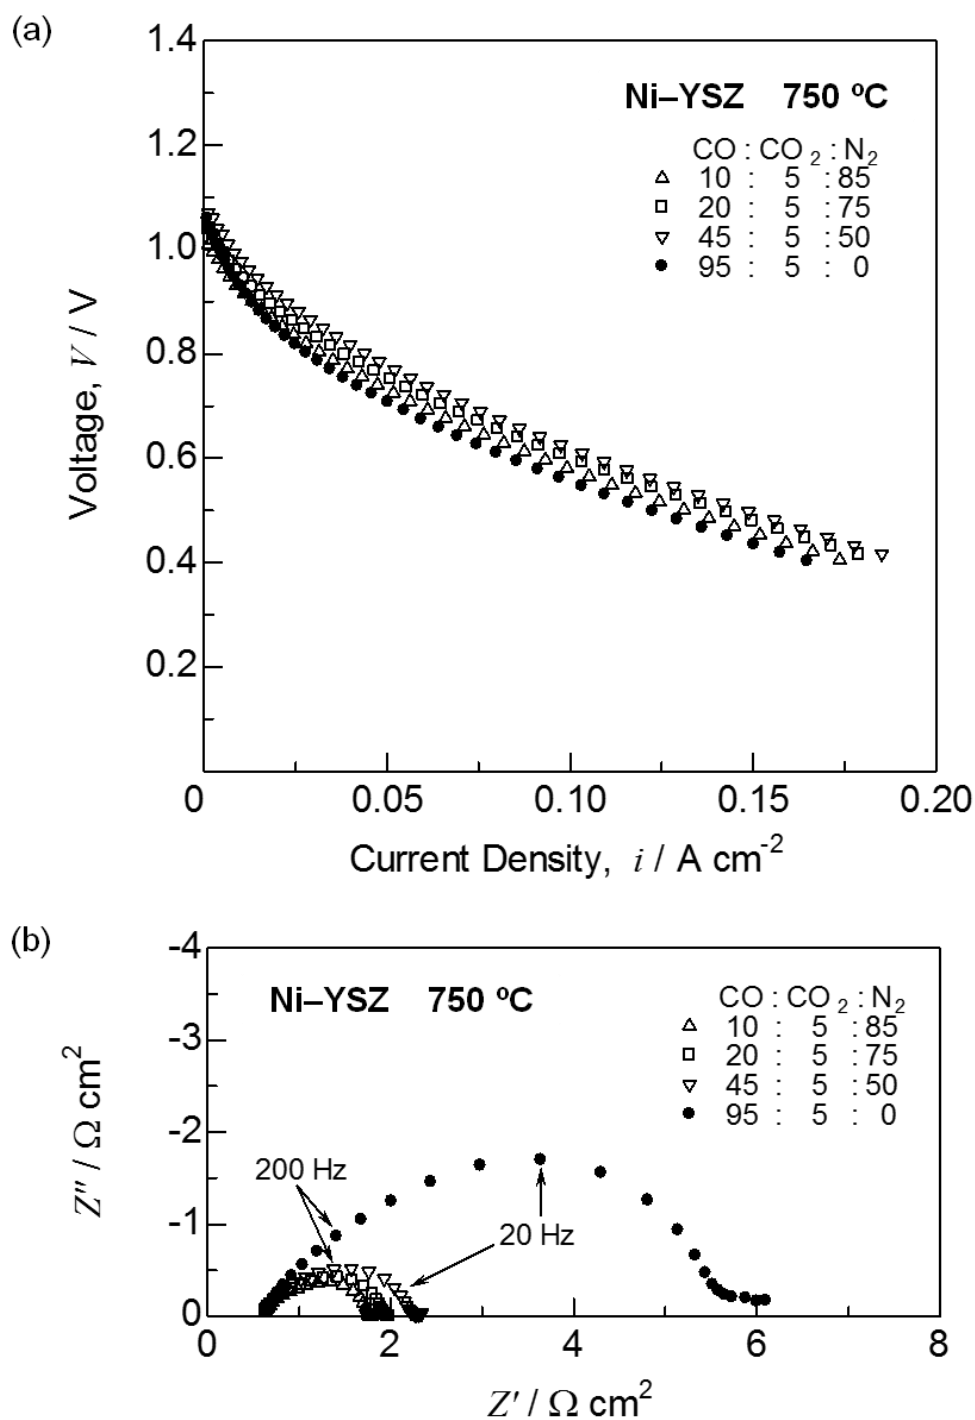 (a)
1.4
1.2
1.0
0.8
0.6
0.4
0.2
Voltage, V / V
Ni–YSZ 750 ºC
CO : CO2 : N2
10 : 5 : 85
20 : 5 : 75
45 : 5 : 50
95 : 5 : 0
0 0.05 0.10 0.15 0.20
Current Density, i / A cm-2
(b)
-4
-3
-2
-1
0
Z'' / Ω cm2
Ni–YSZ 750 ºC
CO : CO2 : N2
10 : 5 : 85
20 : 5 : 75
45 : 5 : 50
95 : 5 : 0
200 Hz
20 Hz
0 2 4 6 8
Z' / Ω cm2